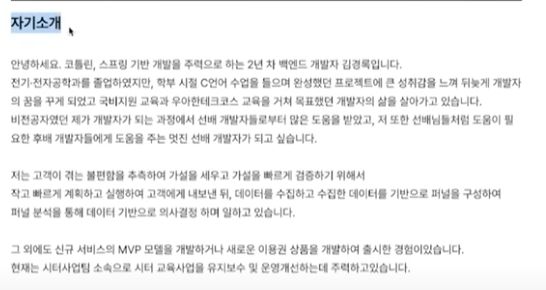 자기소개
안녕하세요. 코틀린, 스프링 기반 개발을 주력으로 하는 2년 차 백엔드 개발자 김경록입니다.
전기·전자공학과를 졸업하였지만, 학부 시절 C언어 수업을 들으며 완성했던 프로젝트에 큰 성취감을 느껴 뒤늦게 개발자
의 꿈을 꾸게 되었고 국비지원 교육과 우아한테크코스 교육을 거쳐 목표했던 개발자의 삶을 살아가고 있습니다.
비전공자였던 제가 개발자가 되는 과정에서 선배 개발자들로부터 많은 도움을 받았고, 저 또한 선배님들처럼 도움이 필
요한 후배 개발자들에게 도움을 주는 멋진 선배 개발자가 되고 싶습니다.
저는 고객이 겪는 불편함을 추측하여 가설을 세우고 가설을 빠르게 검증하기 위해서
작고 빠르게 계획하고 실행하여 고객에게 내보낸 뒤, 데이터를 수집하고 수집한 데이터를 기반으로 퍼널을 구성하여
퍼널 분석을 통해 데이터 기반으로 의사결정 하며 일하고 있습니다.
그 외에도 신규 서비스의 MVP 모델을 개발하거나 새로운 이용권 상품을 개발하여 출시한 경험이있습니다.
현재는 시터사업팀 소속으로 시터 교육사업을 유지보수 및 운영개선하는데 주력하고있습니다.